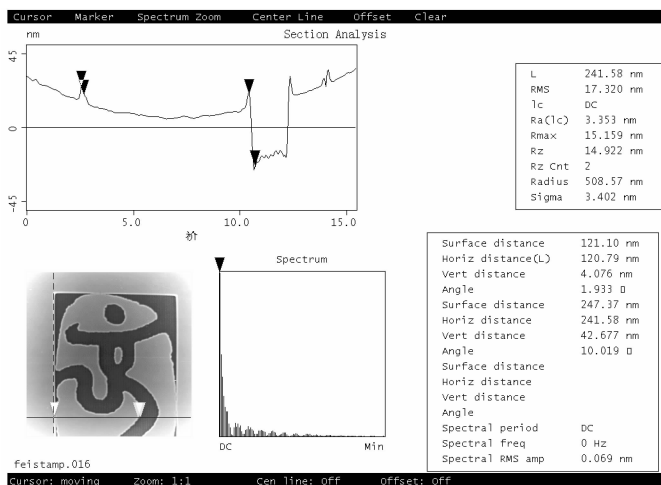 Cursor Marker Spectrum Zoom Center Line Offset Clear
nm
Section Analysis
45
0
-45
0 5.0 10.0 15.0
L 241.58 nm
RMS 17.320 nm
lc DC
Ra(lc) 3.353 nm
Rmax 15.159 nm
Rz 14.922 nm
Rz Cnt 2
Radius 508.57 nm
Sigma 3.402 nm
Surface distance 121.10 nm
Horiz distance(L) 120.79 nm
Vert distance 4.076 nm
Angle 1.933
Surface distance 247.37 nm
Horiz distance 241.58 nm
Vert distance 42.677 nm
Angle 10.019
Surface distance
Horiz distance
Vert distance
Angle
Spectral period DC
Spectral freq 0 Hz
Spectral RMS amp 0.069 nm
Spectrum
DC Min
feistamp.016
Cursor: moving Zoom: 1:1 Cen line: Off Offset: Off